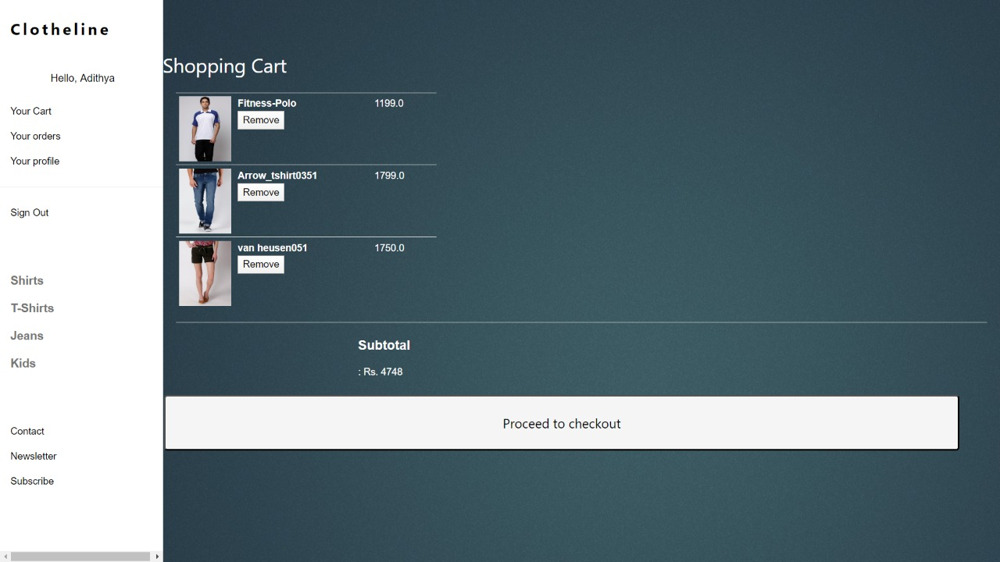 Clotheline
Hello, Adithya
Your Cart
Your orders
Your profile
Sign Out
Shirts
T-Shirts
Jeans
Kids
Contact
Newsletter
Subscribe
Shopping Cart
Fitness-Polo 1199.0
Remove
Arrow_tshirt0351 1799.0
Remove
van heusen051 1750.0
Remove
Subtotal
: Rs. 4748
Proceed to checkout